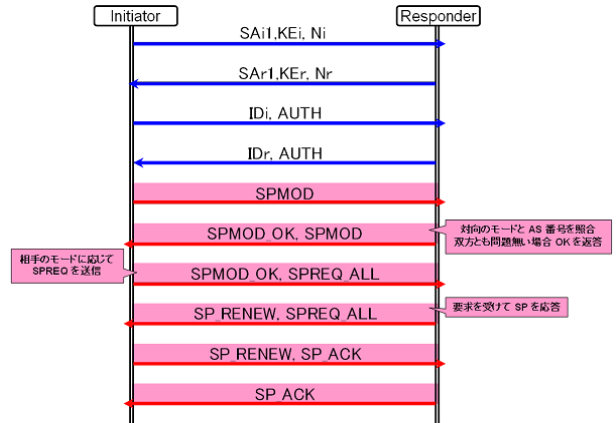 Initiator
Responder
SAi1,KEi, Ni
SAr1,KEr, Nr
IDi, AUTH
IDr, AUTH
SPMOD
SPMOD_OK, SPMOD
対向のモードと AS 番号を照合
双方とも問題無い場合 OK を返答
相手のモードに応じて
SPREQ を送信
SPMOD_OK, SPREQ_ALL
SP_RENEW, SPREQ_ALL
要求を受けて SP を応答
SP_RENEW, SP_ACK
SP_ACK